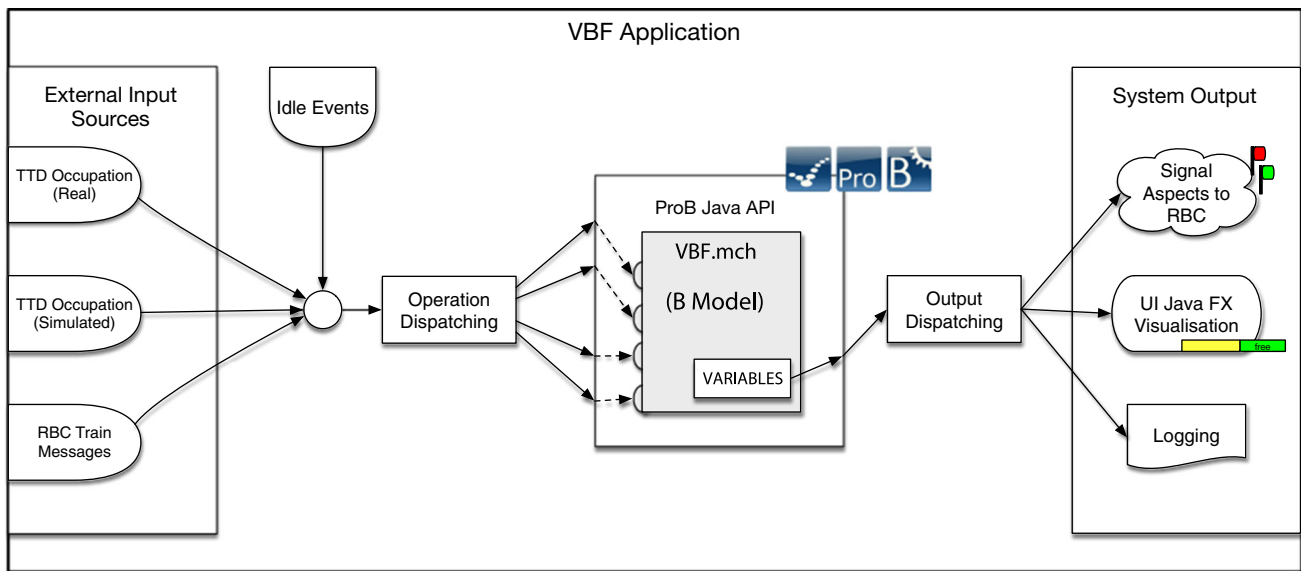 VBF Application
External Input
Sources
TTD Occupation
(Real)
TTD Occupation
(Simulated)
RBC Train
Messages
Idle Events
Operation
Dispatching
Pro
B
ProB Java API
VBF.mch
(B Model)
VARIABLES
Output
Dispatching
System Output
Signal
Aspects to
RBC
UI Java FX
Visualisation
free
Logging